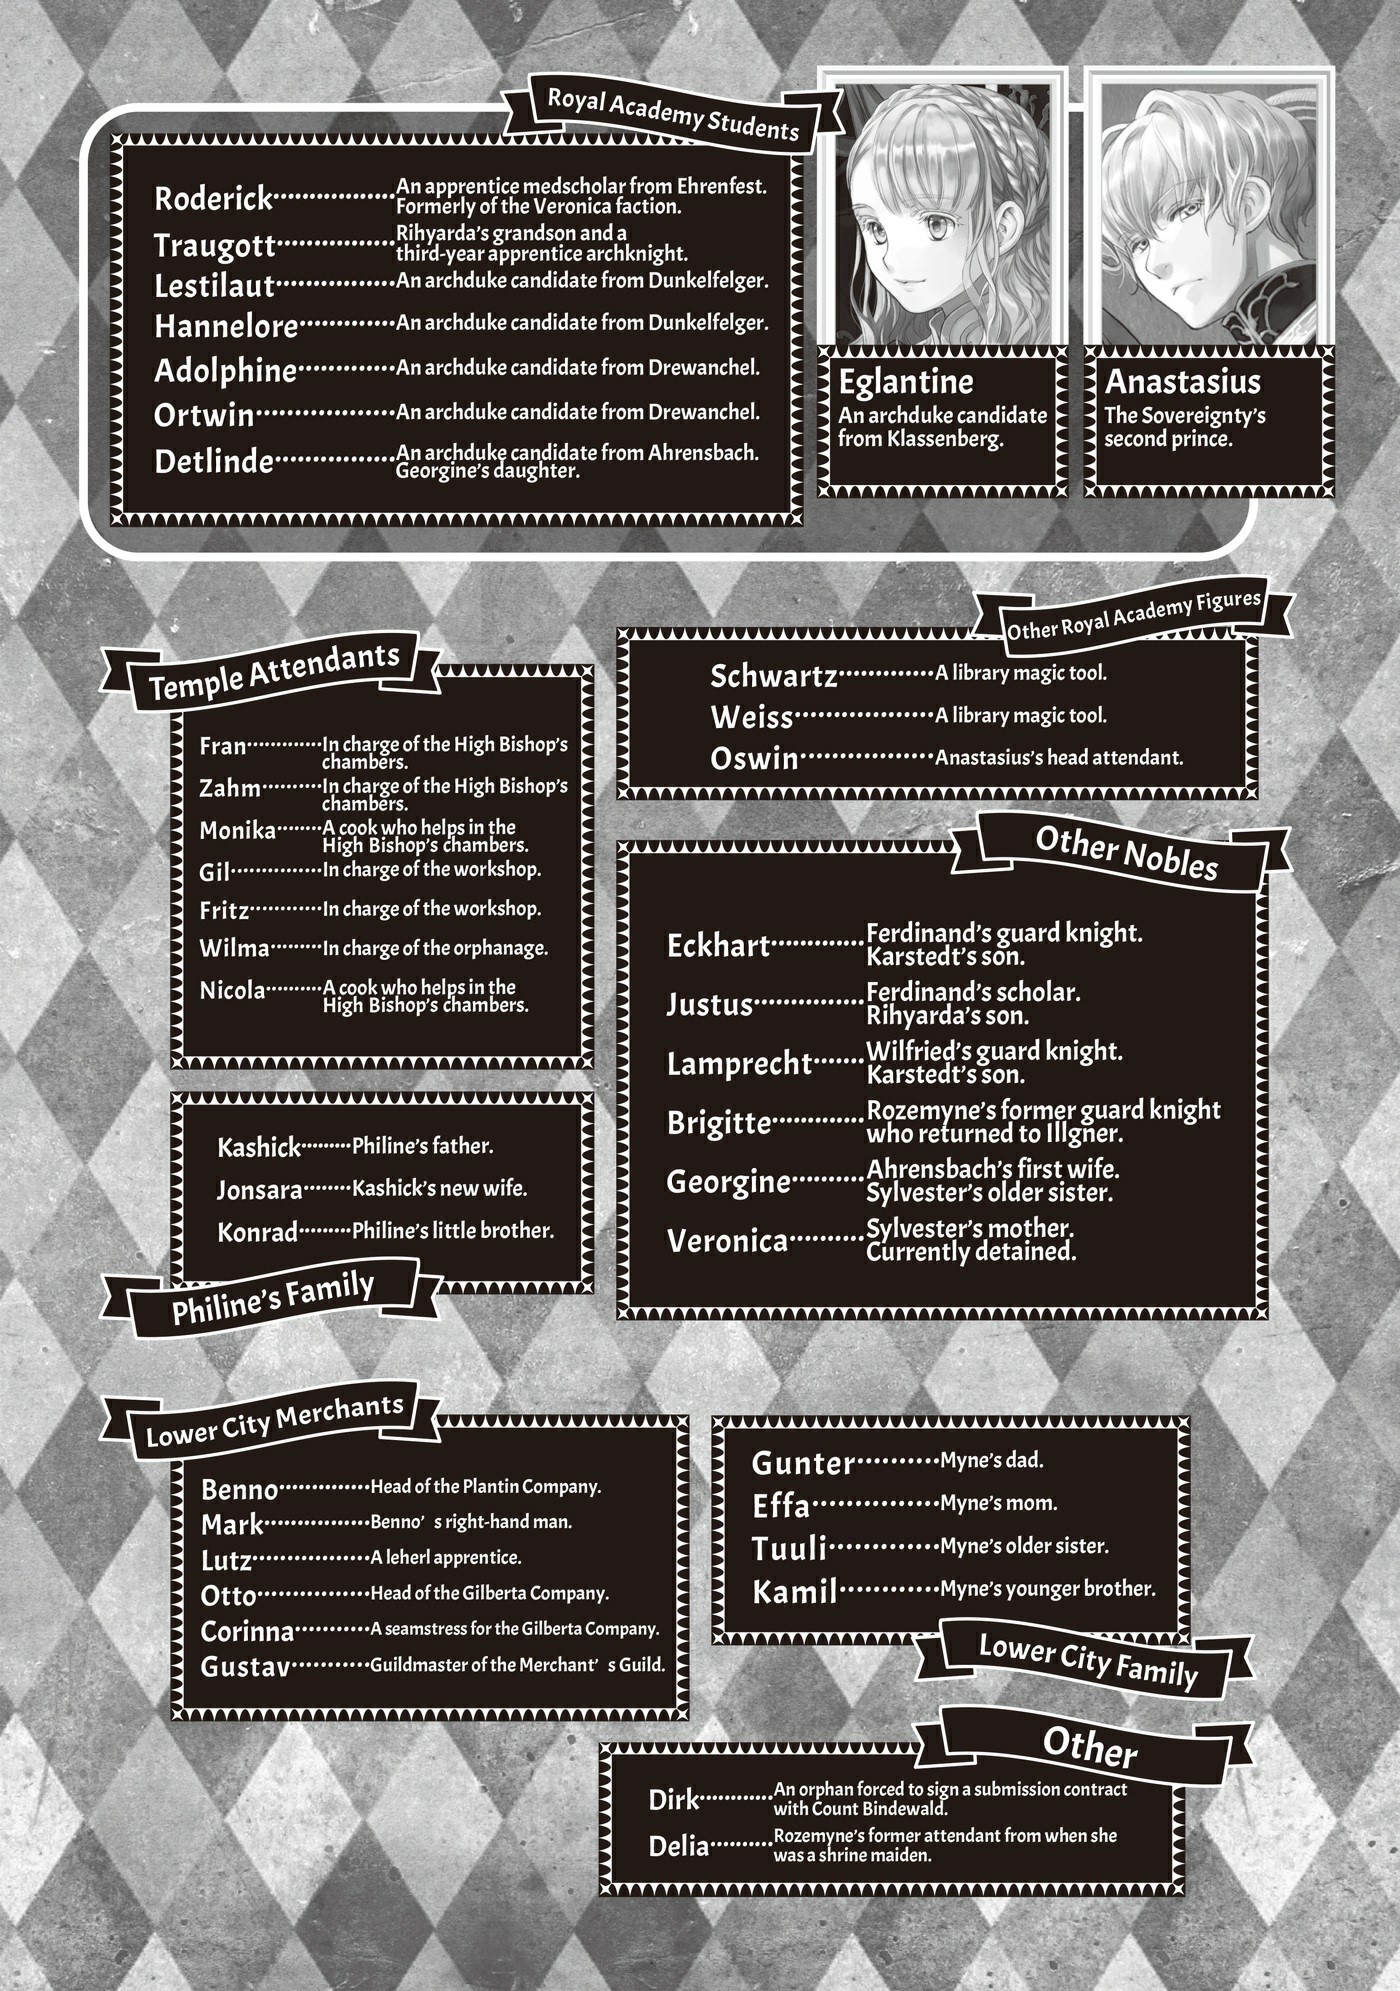 Royal Academy Students
Roderick················An apprentice medscholar from Ehrenfest.
Formerly of the Veronica faction.
Traugott················Rihyarda's grandson and a
third-year apprentice archknight.
Lestilaut················An archduke candidate from Dunkelfelger.
Hannelore·············An archduke candidate from Dunkelfelger.
Adolphine·············An archduke candidate from Drewanchel.
Ortwin··················An archduke candidate from Drewanchel.
Detlinde················An archduke candidate from Ahrensbach.
Georgine's daughter.
Eglantine
An archduke candidate
from Klassenberg.
Anastasius
The Sovereignty's
second prince.
Other Royal Academy Figures
Schwartz·············A library magic tool.
Weiss··················A library magic tool.
Oswin·················Anastasius's head attendant.
Temple Attendants
Fran·············In charge of the High Bishop's
chambers.
Zahm··········In charge of the High Bishop's
chambers.
Monika········A cook who helps in the
High Bishop's chambers.
Gil···············In charge of the workshop.
Fritz············In charge of the workshop.
Wilma·········In charge of the orphanage.
Nicola··········A cook who helps in the
High Bishop's chambers.
Other Nobles
Eckhart·············Ferdinand's guard knight.
Karstedt's son.
Justus···············Ferdinand's scholar.
Rihyarda's son.
Lamprecht·······Wilfried's guard knight.
Karstedt's son.
Brigitte·············Rozemyne's former guard knight
who returned to Illgner.
Georgine··········Ahrensbach's first wife.
Sylvester's older sister.
Veronica··········Sylvester's mother.
Currently detained.
Kashick·········Philine's father.
Jonsara········Kashick's new wife.
Konrad·········Philine's little brother.
Philine's Family
Lower City Merchants
Benno···············Head of the Plantin Company.
Mark·················Benno' s right-hand man.
Lutz···················A leherl apprentice.
Otto··················Head of the Gilberta Company.
Corinna············A seamstress for the Gilberta Company.
Gustav·············Guildmaster of the Merchant' s Guild.
Gunter··········Myne's dad.
Effa···············Myne's mom.
Tuuli·············Myne's older sister.
Kamil············Myne's younger brother.
Lower City Family
Other
Dirk············An orphan forced to sign a submission contract
with Count Bindewald.
Delia··········Rozemyne's former attendant from when she
was a shrine maiden.